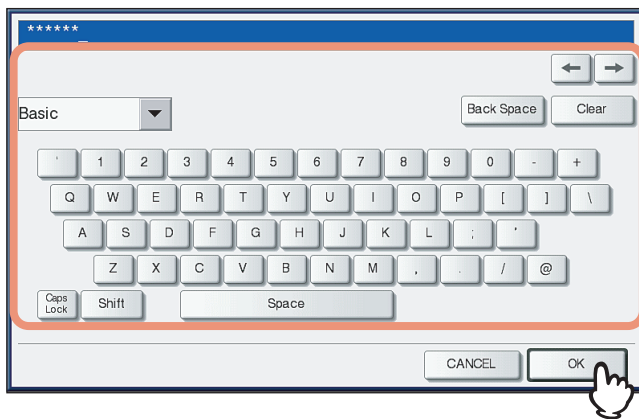 ******_
← →
Basic Back Space Clear
' 1 2 3 4 5 6 7 8 9 0 - +
Q W E R T Y U I O P [ ] \
A S D F G H J K L ; '
Z X C V B N M , . / @
Caps Lock Shift Space
CANCEL OK